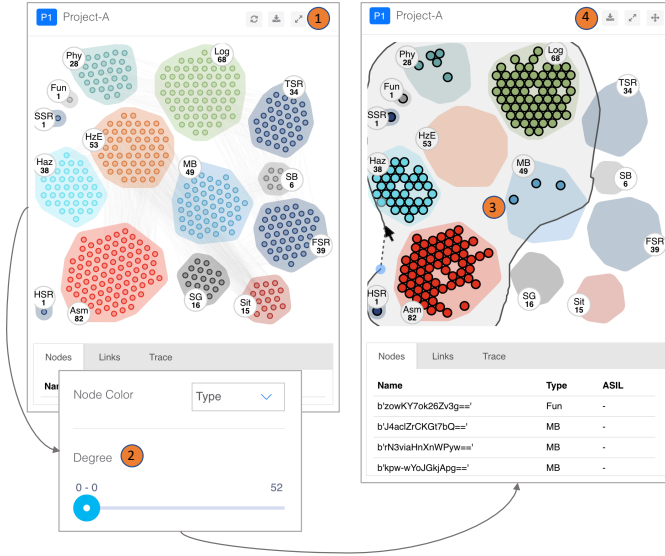 P1 Project-A 1
Phy
28
Log
68
Fun
1
TSR
34
SSR
1
HzE
53
Haz
38
MB
49
SB
6
FSR
39
HSR
1
Asm
82
SG
16
Sit
15
Nodes Links Trace
Nar
Node Color Type
Degree 2
0 - 0 52
P1 Project-A 4
Phy
28
Log
68
Fun
1
TSR
34
SSR
1
HzE
53
Haz
38
MB
49
SB
6
3
FSR
39
HSR
1
Asm
82
SG
16
Sit
15
Nodes Links Trace
Name Type ASIL
b'zowKY7ok26Zv3g==' Fun -
b'J4aclZrCKGt7bQ==' MB -
b'rN3viaHnXnWPyw==' MB -
b'kpw-wYoJGkjApg==' MB -